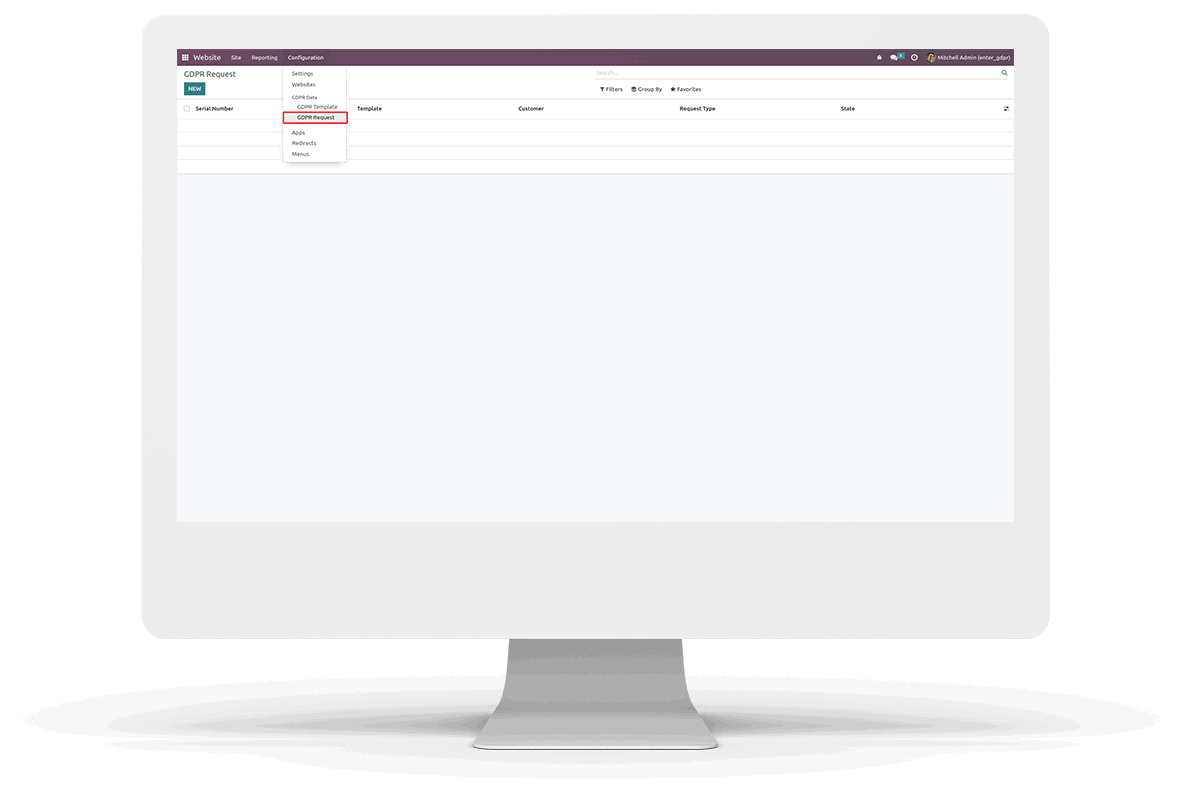 Website Site Reporting Configuration 6 Mitchell Admin (enter_gdpr)
GDPR Request Settings Search...
NEW Websites Filters Group By Favorites
GDPR Data
Serial Number GDPR Template Template Customer Request Type State
GDPR Request
Apps
Redirects
Menus